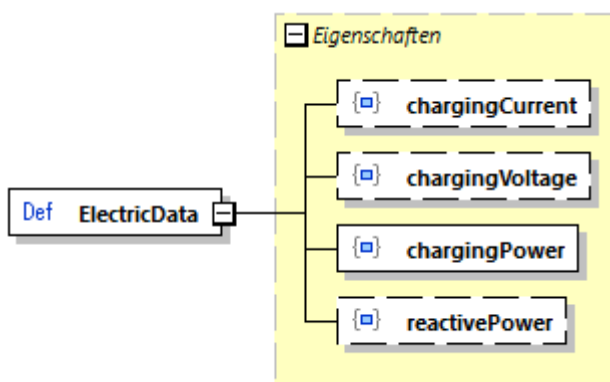 Eigenschaften
chargingCurrent
chargingVoltage
Def ElectricData
chargingPower
reactivePower